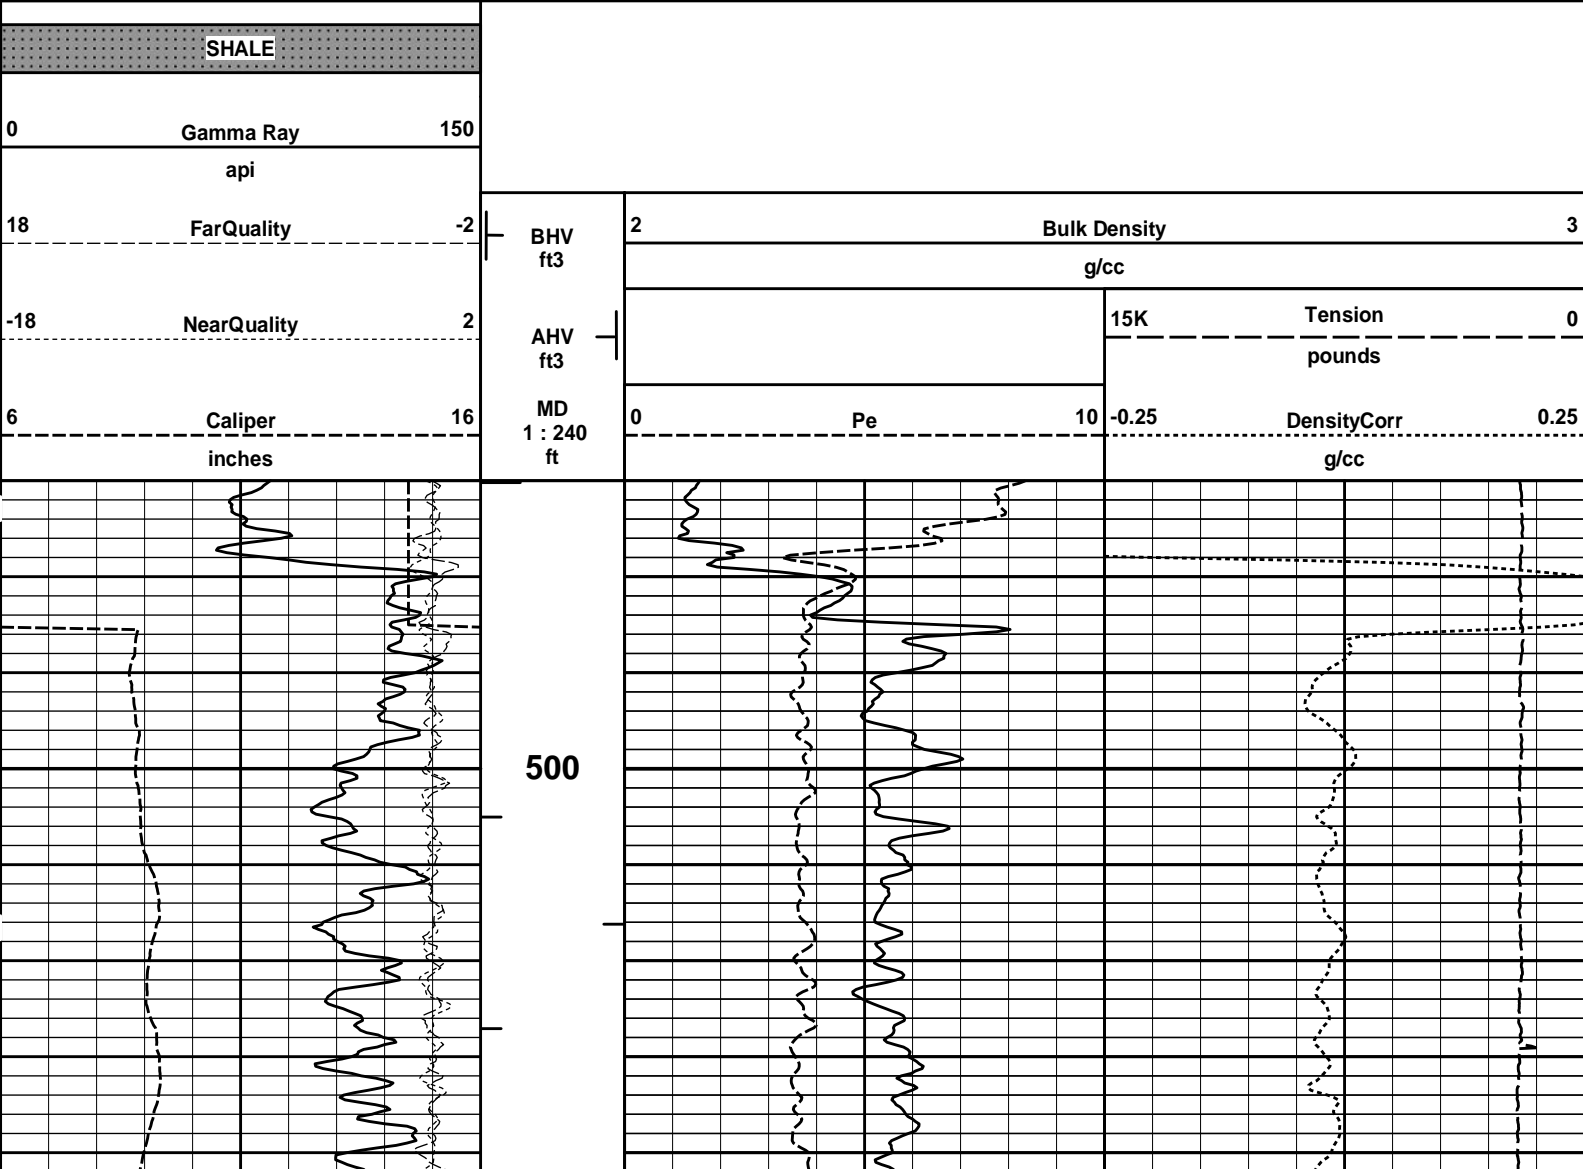 SHALE
0 Gamma Ray 150
api
18 FarQuality -2
-18 NearQuality 2
6 Caliper 16
inches
BHV
ft3
AHV
ft3
MD
1 : 240
ft
2 Bulk Density 3
g/cc
15K Tension 0
pounds
0 Pe 10
-0.25 DensityCorr 0.25
g/cc
500